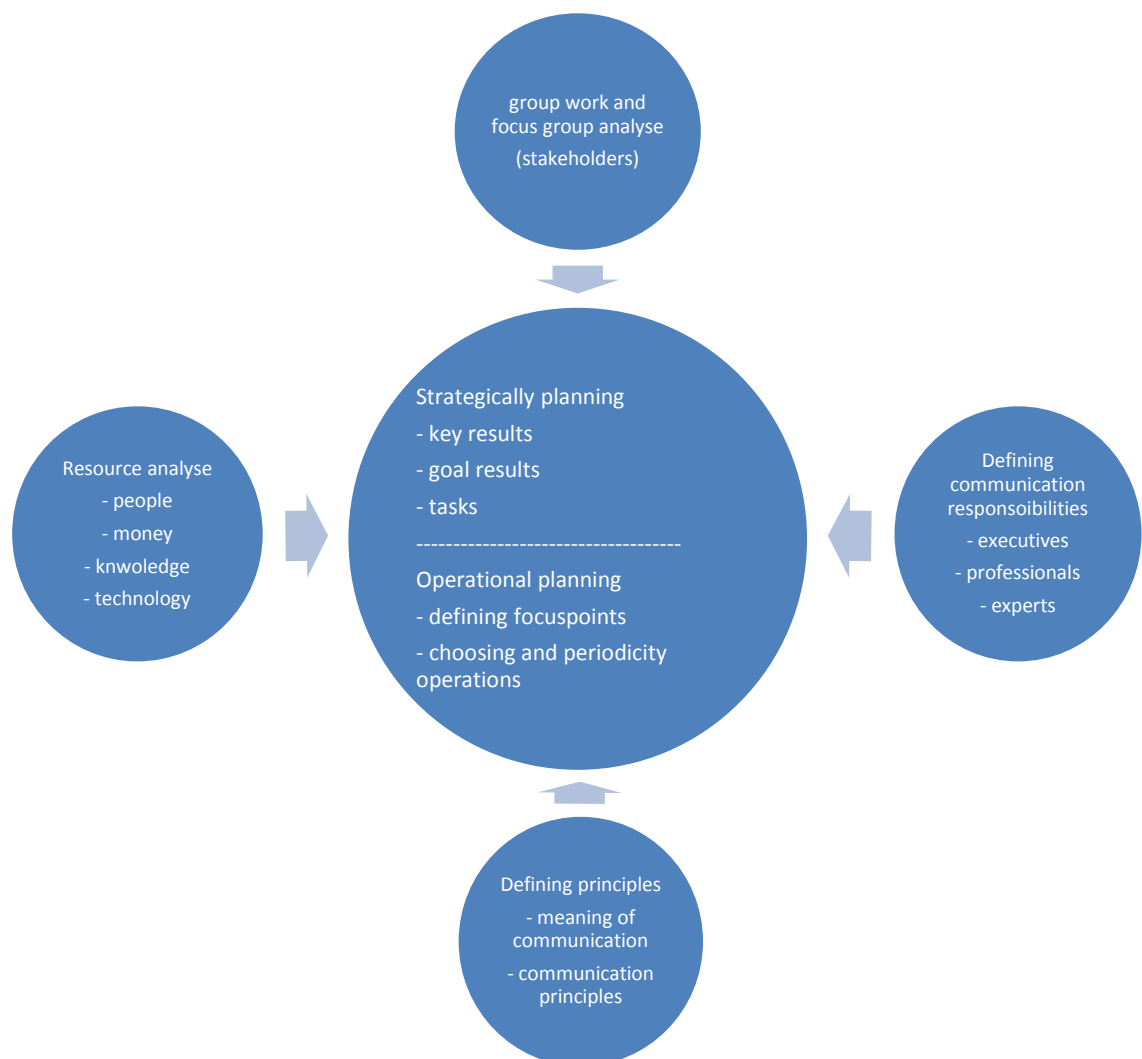 group work and
focus group analyse
(stakeholders)
Strategically planning
- key results
- goal results
- tasks
------------------------------------
Operational planning
- defining focuspoints
- choosing and periodicity
operations
Resource analyse
- people
- money
- knwoledge
- technology
Defining
communication
responsoibilities
- executives
- professionals
- experts
Defining principles
- meaning of
communication
- communication
principles